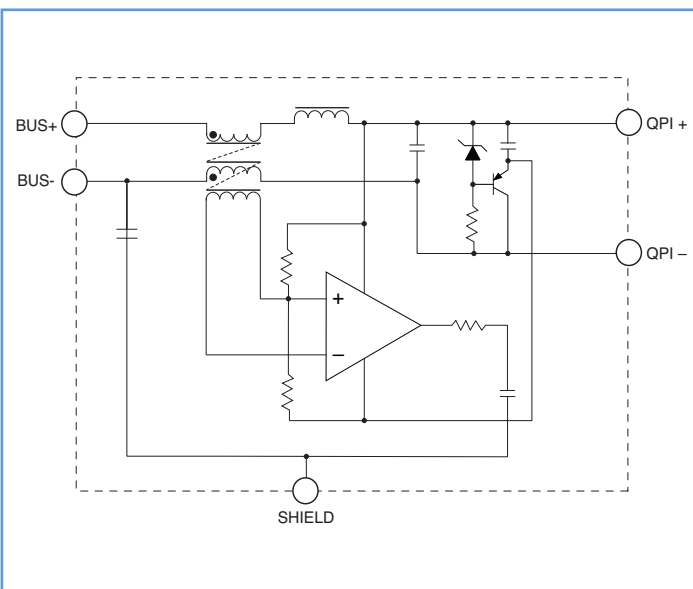 BUS+
QPI +
BUS-
QPI –
+
–
SHIELD